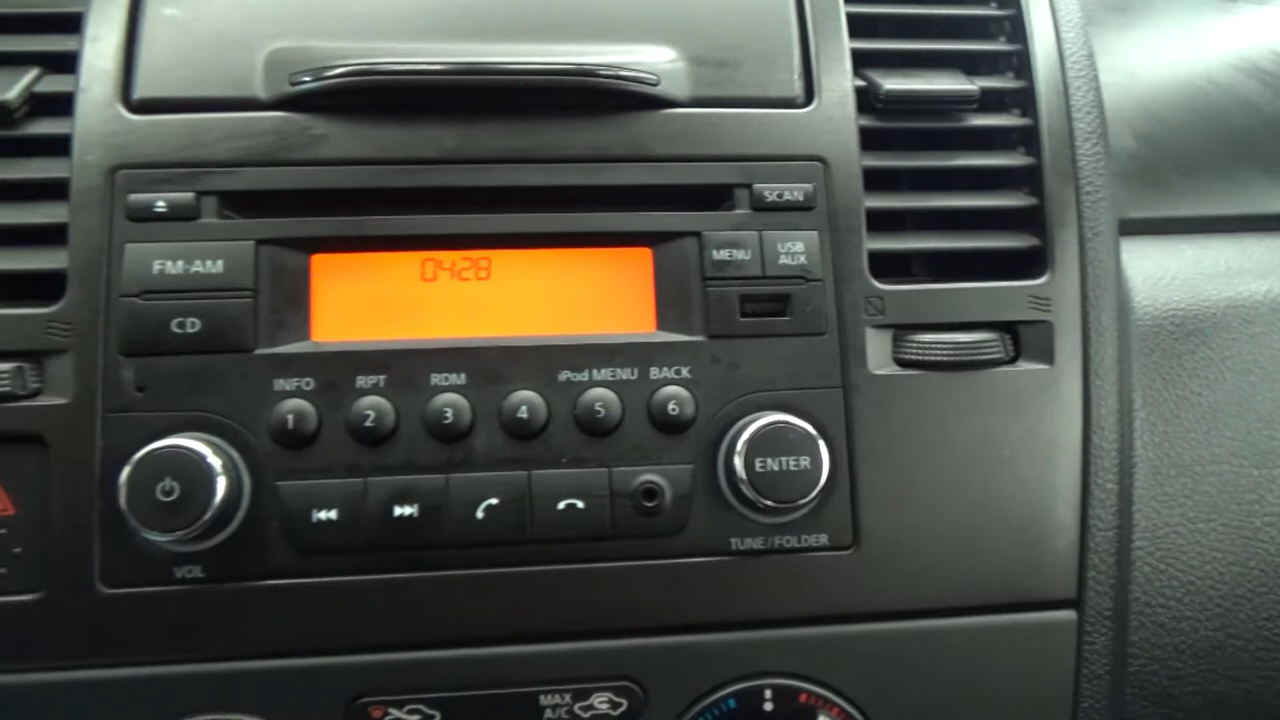 SCAN
FM·AM
0428
MENU
USB
AUX
CD
INFO
RPT
RDM
iPod MENU
BACK
1
2
3
4
5
6
ENTER
VOL
TUNE/FOLDER
MAX
A/C